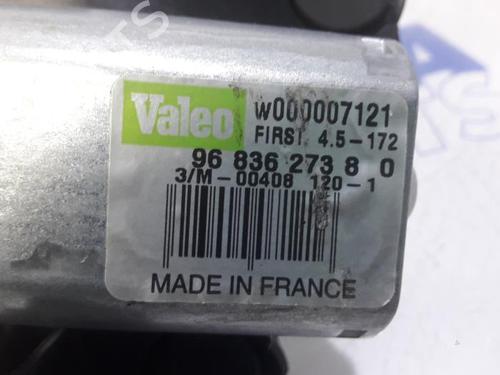 Valeo
W000007121
FIRST 4.5-172
96 836 273 8 0
3/M-00408 120-1
MADE IN FRANCE